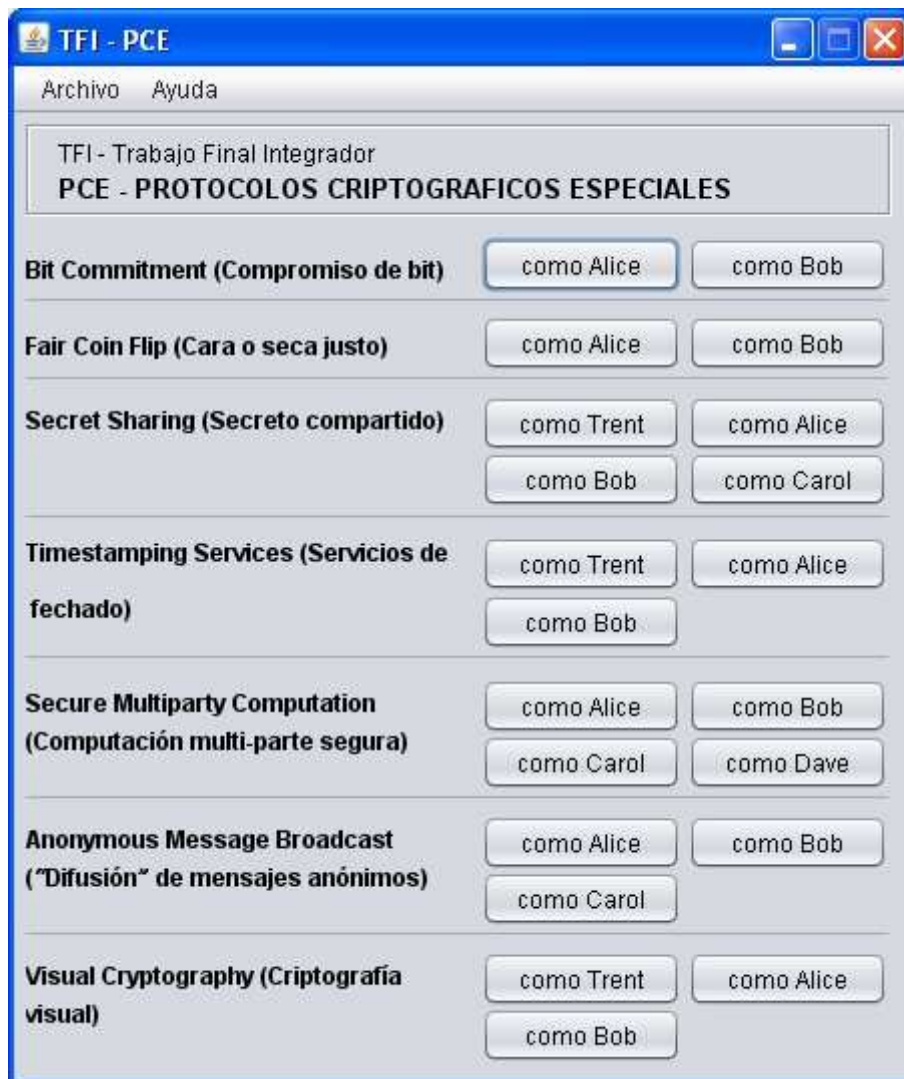 TFI - PCE
Archivo Ayuda
TFI - Trabajo Final Integrador
PCE - PROTOCOLOS CRIPTOGRAFICOS ESPECIALES
Bit Commitment (Compromiso de bit)
como Alice como Bob
Fair Coin Flip (Cara o seca justo)
como Alice como Bob
Secret Sharing (Secreto compartido)
como Trent como Alice
como Bob como Carol
Timestamping Services (Servicios de
fechado)
como Trent como Alice
como Bob
Secure Multiparty Computation
(Computación multi-parte segura)
como Alice como Bob
como Carol como Dave
Anonymous Message Broadcast
("Difusión" de mensajes anónimos)
como Alice como Bob
como Carol
Visual Cryptography (Criptografía
visual)
como Trent como Alice
como Bob